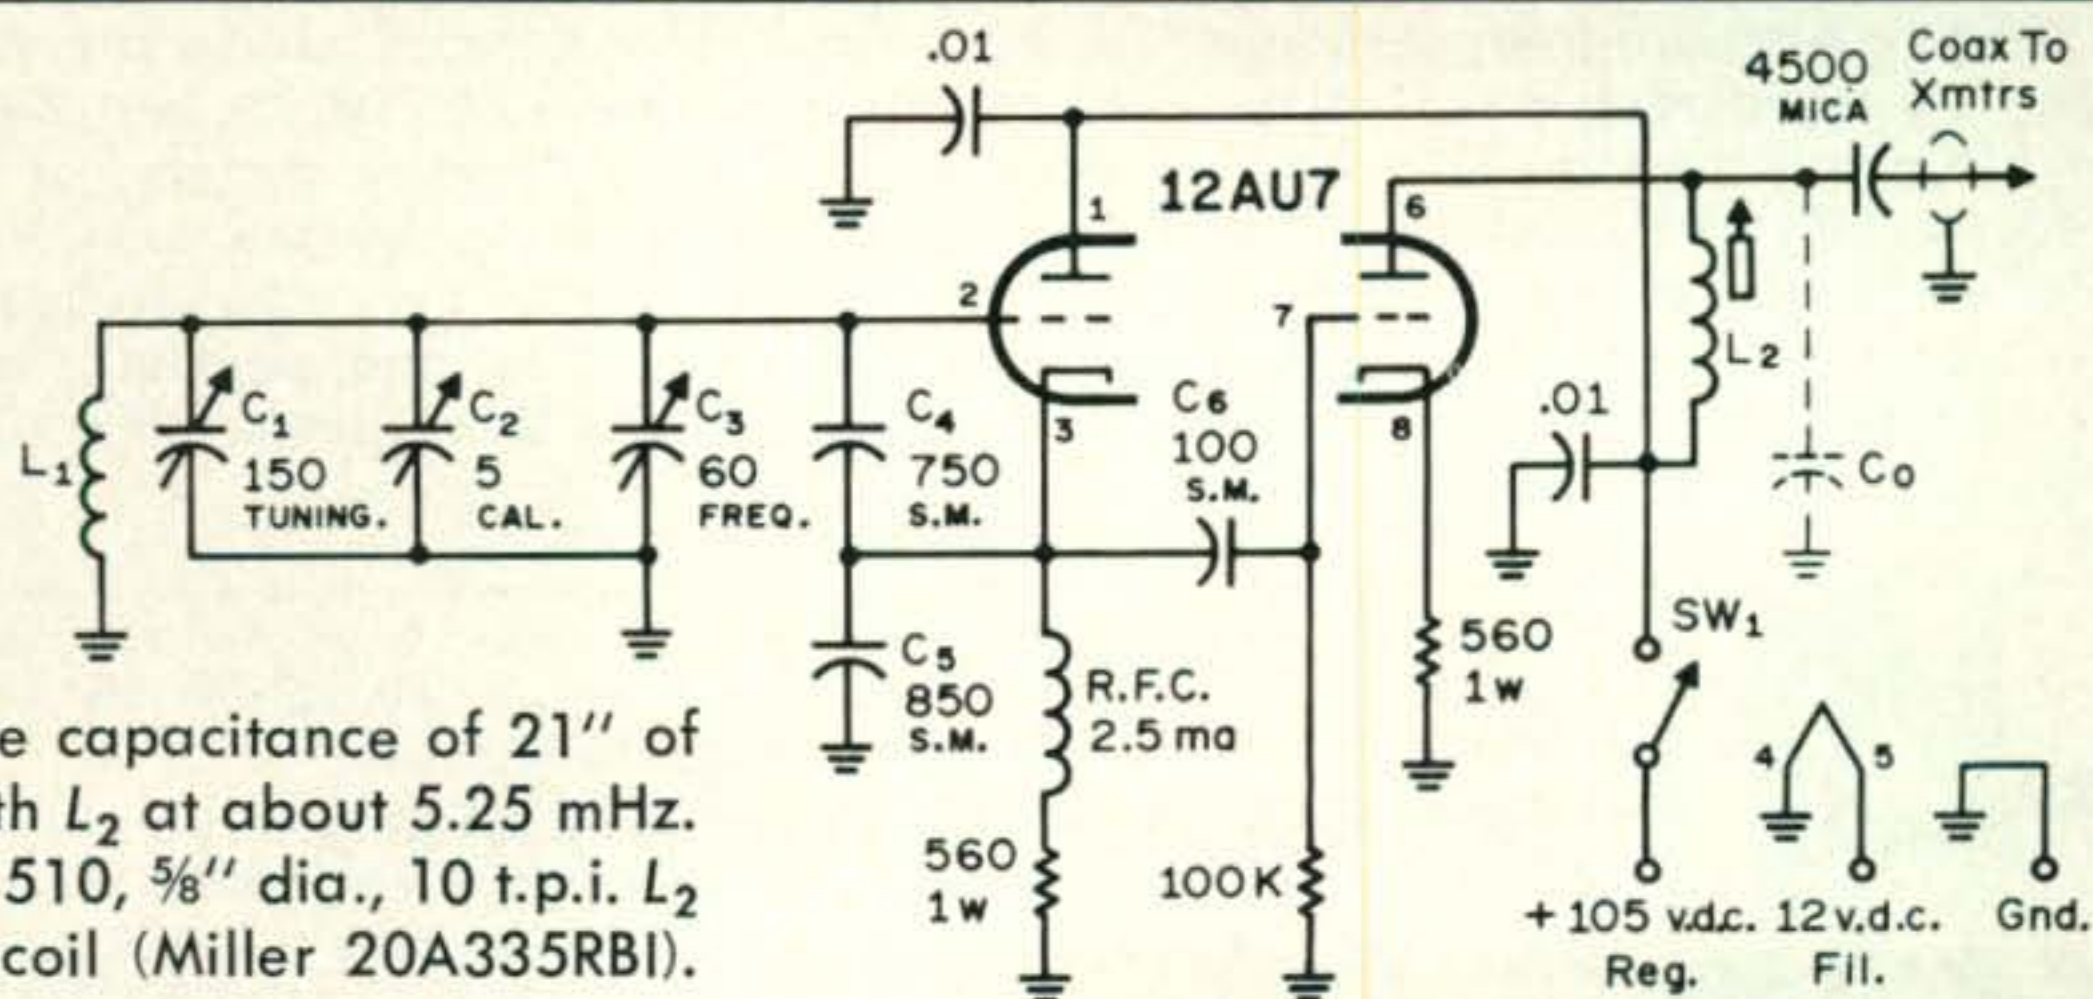 .01
4500
MICA
Coax To
Xmtrs
12AU7
1
6
2
7
3
8
L₁
C₁
150
TUNING.
C₂
5
CAL.
C₃
60
FREQ.
C₄
750
S.M.
C₆
100
S.M.
.01
L₂
C₀
C₅
850
S.M.
R.F.C.
2.5 ma
560
1w
100K
560
1w
SW₁
4
5
+105 v.d.c.
Reg.
12 v.d.c.
Fil.
Gnd.
e capacitance of 21" of
th L₂ at about 5.25 mHz.
510, ⅝" dia., 10 t.p.i. L₂
coil (Miller 20A335RBI).